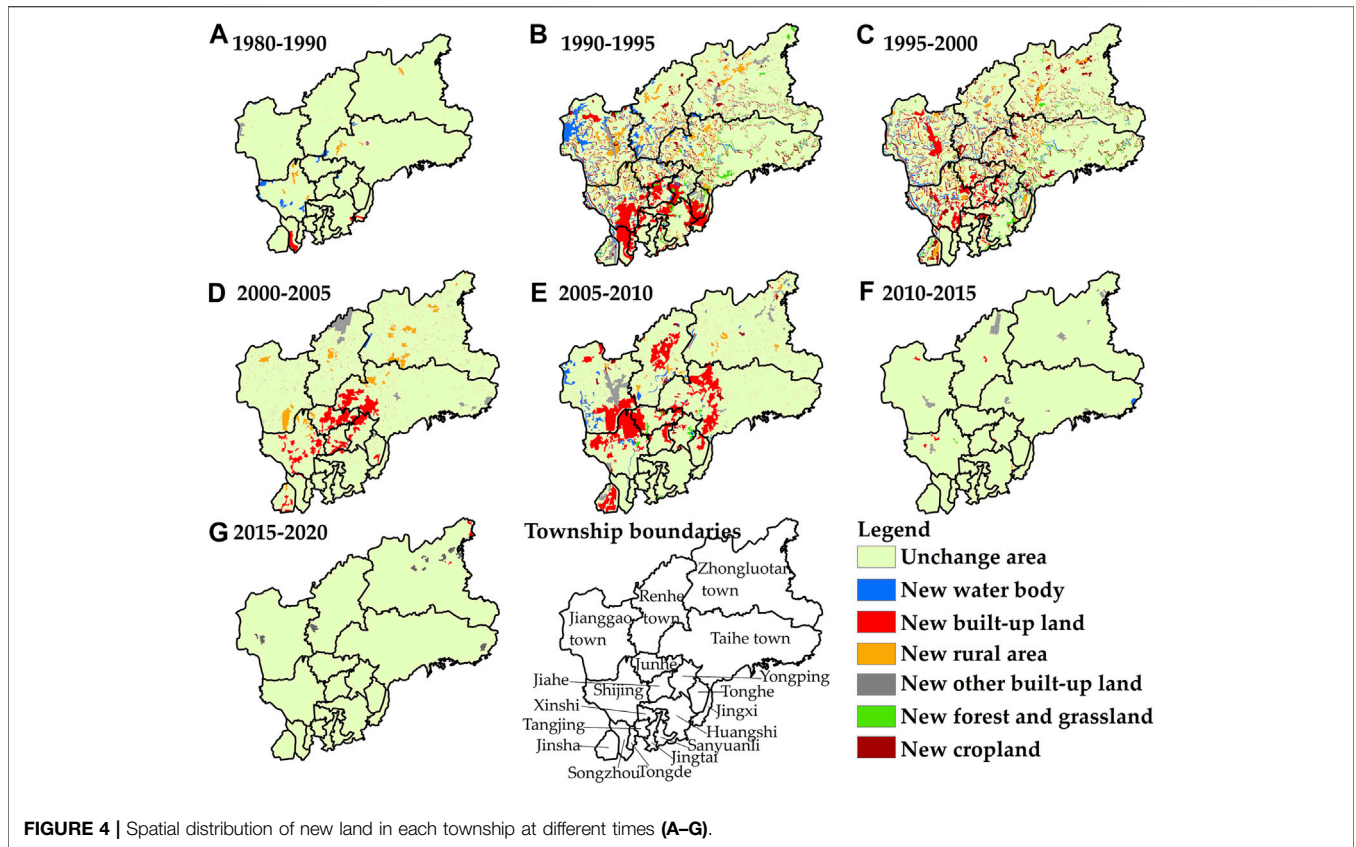 A 1980-1990
B 1990-1995
C 1995-2000
D 2000-2005
E 2005-2010
F 2010-2015
G 2015-2020
Township boundaries
Zhongluotan
town
Renhe
town
Jianggao
town
Taihe town
Junhe
Jiahe
Yongping
Shijing
Tonghe
Xinshi
Jingxi
Tangjing
Huangshi
Jinsha
Sanyuanli
Jingtai
Songzhou
Tongde
Legend
Unchange area
New water body
New built-up land
New rural area
New other built-up land
New forest and grassland
New cropland
FIGURE 4 | Spatial distribution of new land in each township at different times (A–G).